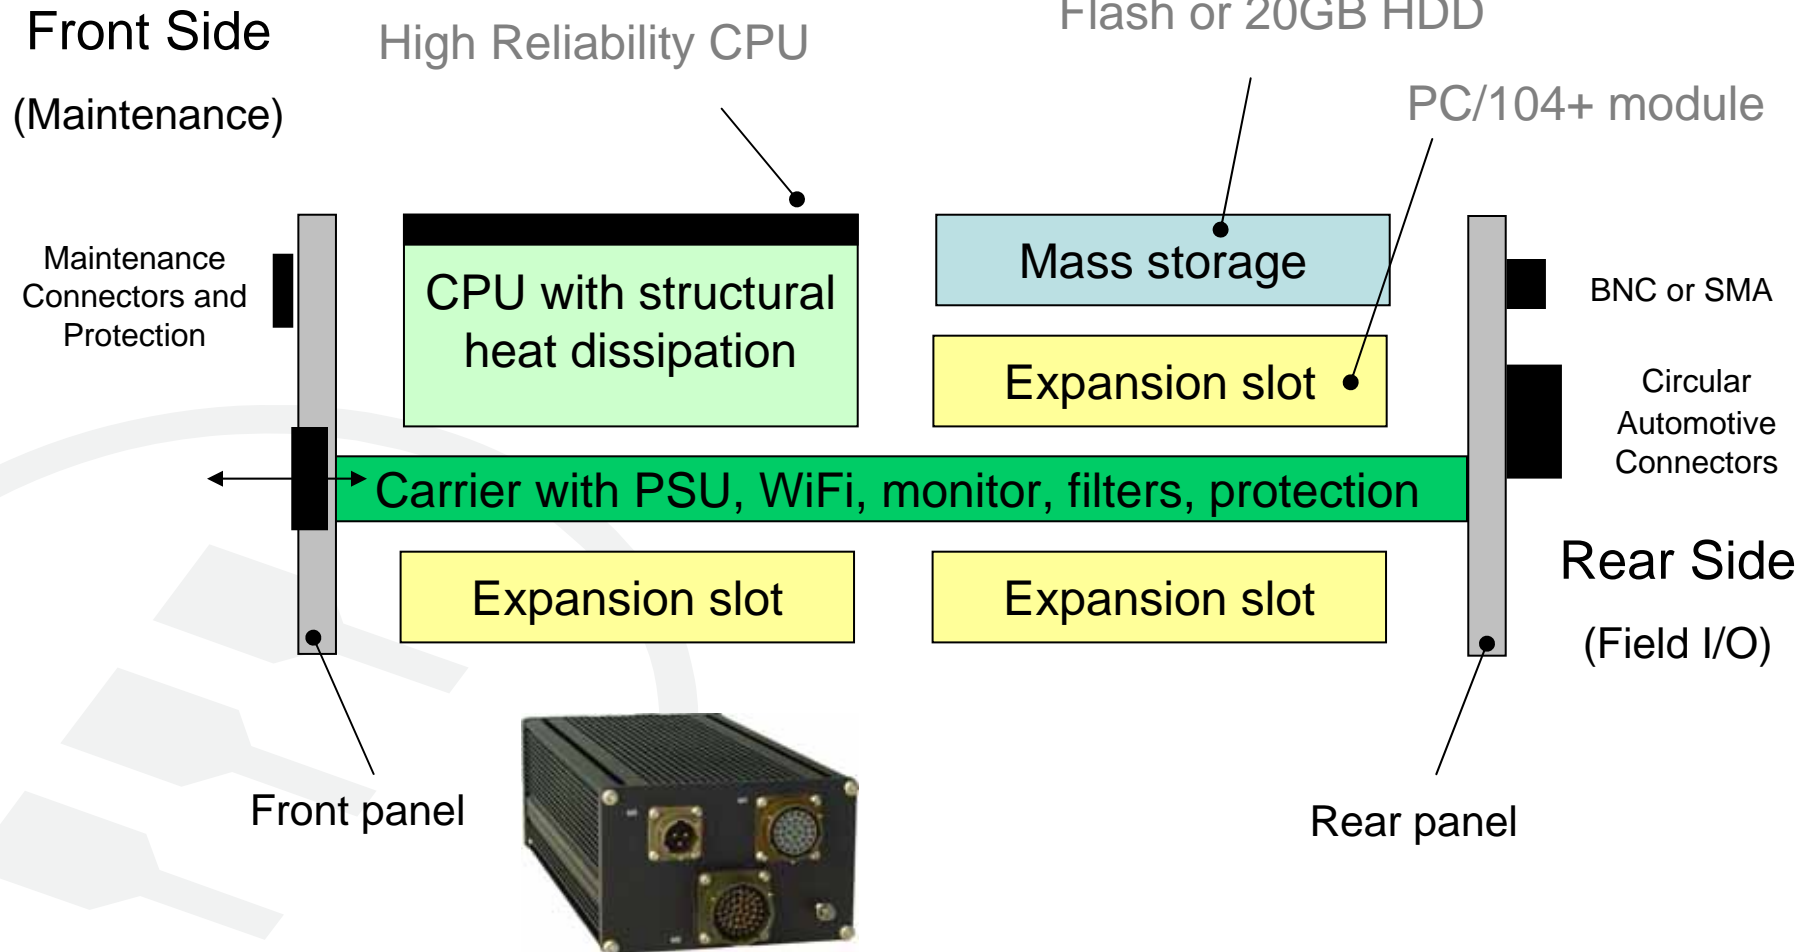 Front Side
(Maintenance)
High Reliability CPU
Flash or 20GB HDD
PC/104+ module
Maintenance
Connectors and
Protection
CPU with structural
heat dissipation
Mass storage
Expansion slot
BNC or SMA
Circular
Automotive
Connectors
Carrier with PSU, WiFi, monitor, filters, protection
Expansion slot
Expansion slot
Rear Side
(Field I/O)
Front panel
Rear panel